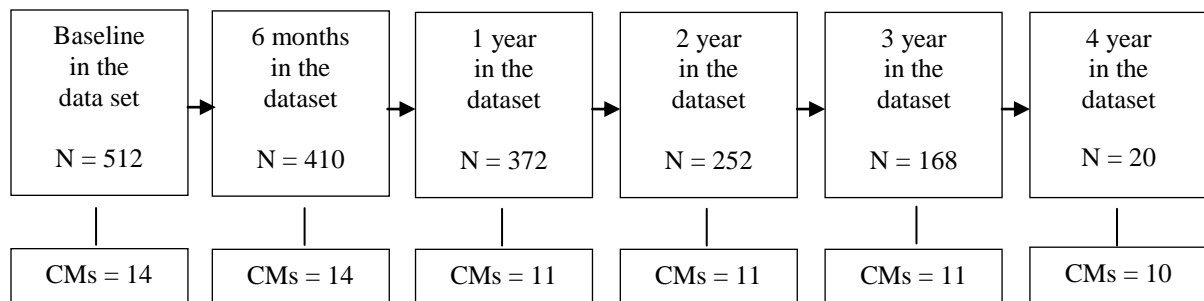 Baseline
in the
data set
N = 512
6 months
in the
dataset
N = 410
1 year
in the
dataset
N = 372
2 year
in the
dataset
N = 252
3 year
in the
dataset
N = 168
4 year
in the
dataset
N = 20
CMs = 14
CMs = 14
CMs = 11
CMs = 11
CMs = 11
CMs = 10